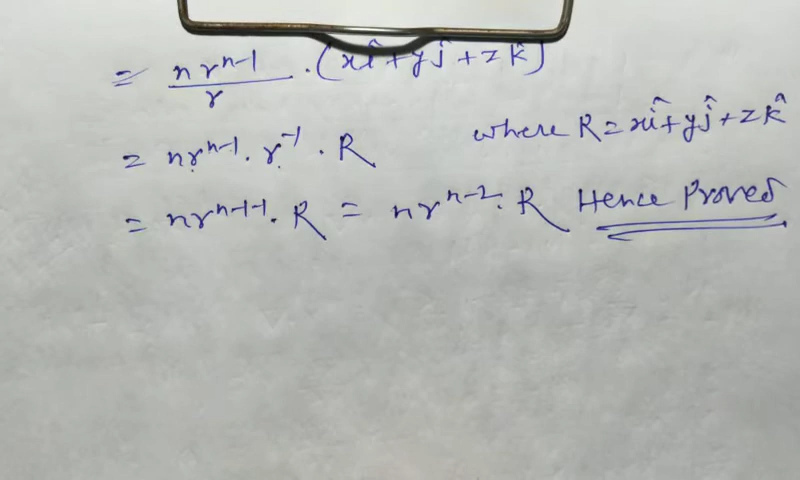 = nr^{n-1}/r . (xî + yĵ + zk̂)
= nr^{n-1} . r^{-1} . R where R = xî + yĵ + zk̂
= nr^{n-1-1} . R = nr^{n-2} . R Hence Proved